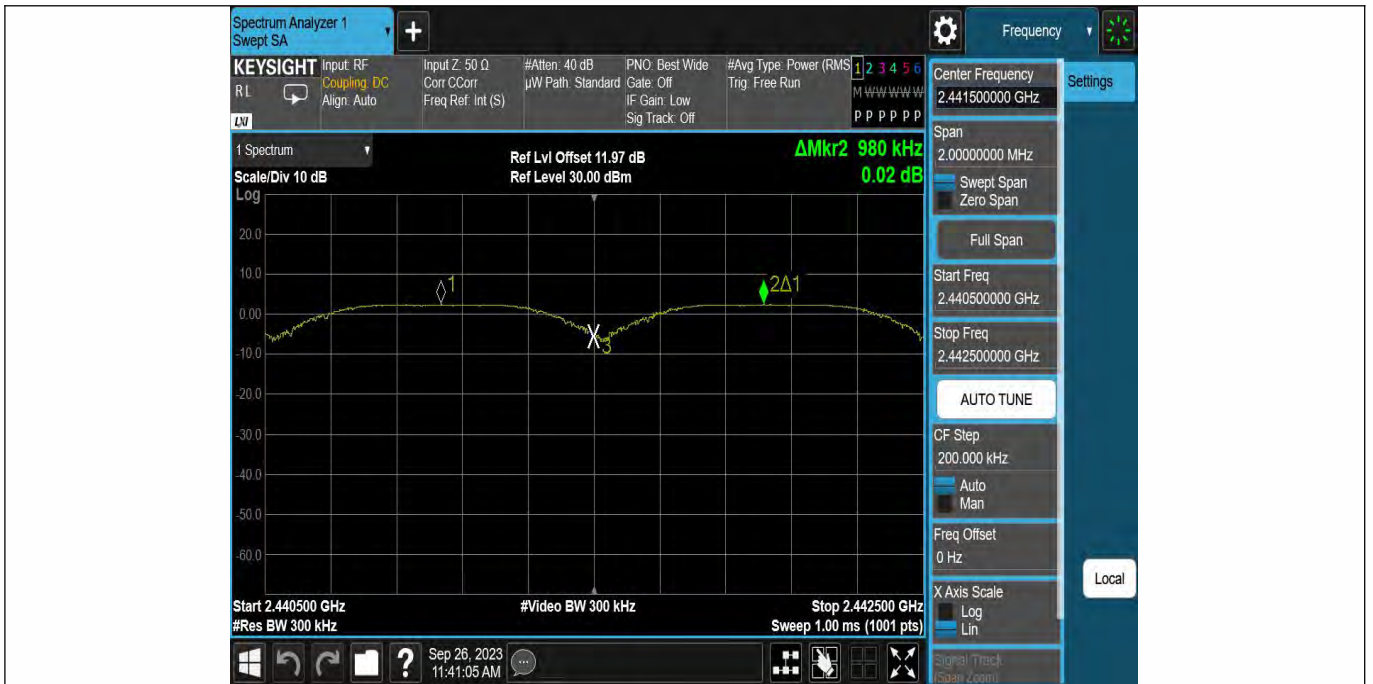 Spectrum Analyzer 1
Swept SA
+
Frequency
KEYSIGHT
RL
LXI
Input: RF
Coupling: DC
Align: Auto
Input Z: 50 Ω
Corr CCorr
Freq Ref: Int (S)
#Atten: 40 dB
µW Path: Standard
PNO: Best Wide
Gate: Off
IF Gain: Low
Sig Track: Off
#Avg Type: Power (RMS
Trig: Free Run
1 2 3 4 5 6
M W W W W W
P P P P P P
1 Spectrum
Scale/Div 10 dB
Log
Ref Lvl Offset 11.97 dB
Ref Level 30.00 dBm
ΔMkr2 980 kHz
0.02 dB
20.0
10.0
0.00
-10.0
-20.0
-30.0
-40.0
-50.0
-60.0
1
2Δ1
X3
Start 2.440500 GHz
#Res BW 300 kHz
#Video BW 300 kHz
Stop 2.442500 GHz
Sweep 1.00 ms (1001 pts)
Center Frequency
2.441500000 GHz
Settings
Span
2.00000000 MHz
Swept Span
Zero Span
Full Span
Start Freq
2.440500000 GHz
Stop Freq
2.442500000 GHz
AUTO TUNE
CF Step
200.000 kHz
Auto
Man
Freq Offset
0 Hz
X Axis Scale
Log
Lin
Local
Signal Track
(Span Zoom)
?
Sep 26, 2023
11:41:05 AM